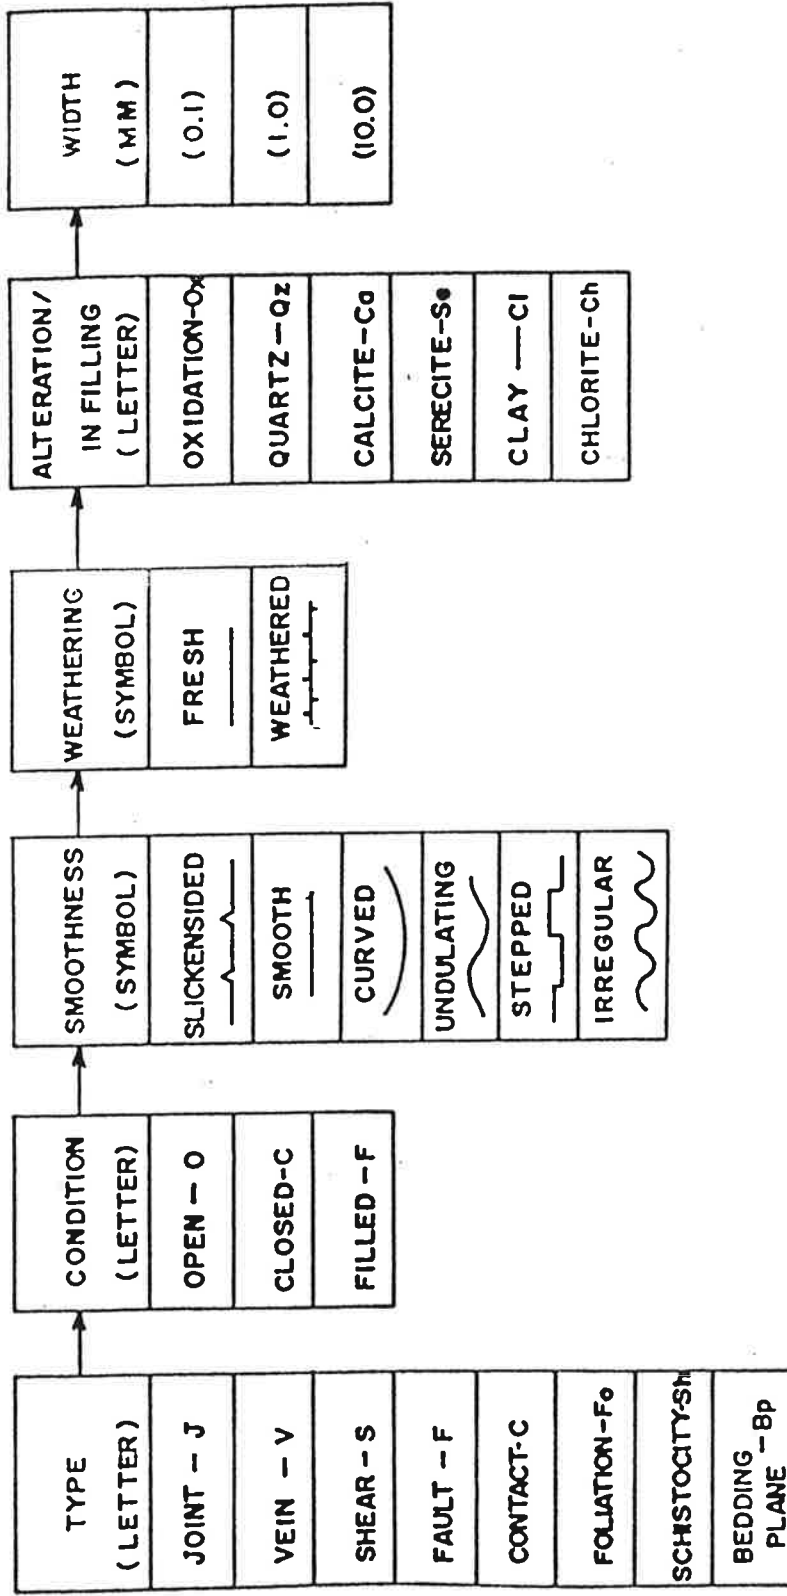 TYPE
(LETTER)
JOINT — J
VEIN — V
SHEAR — S
FAULT — F
CONTACT-C
FOLIATION-Fo
SCHISTOCITY-Sh
BEDDING
PLANE — Bp
CONDITION
(LETTER)
OPEN — O
CLOSED-C
FILLED - F
SMOOTHNESS
(SYMBOL)
SLICKENSIDED
SMOOTH
CURVED
UNDULATING
STEPPED
IRREGULAR
WEATHERING
(SYMBOL)
FRESH
WEATHERED
ALTERATION/
IN FILLING
(LETTER)
OXIDATION-Ox
QUARTZ — Qz
CALCITE-Ca
SERECITE-Se
CLAY — Cl
CHLORITE-Ch
WIDTH
(MM)
(0.1)
(1.0)
(10.0)